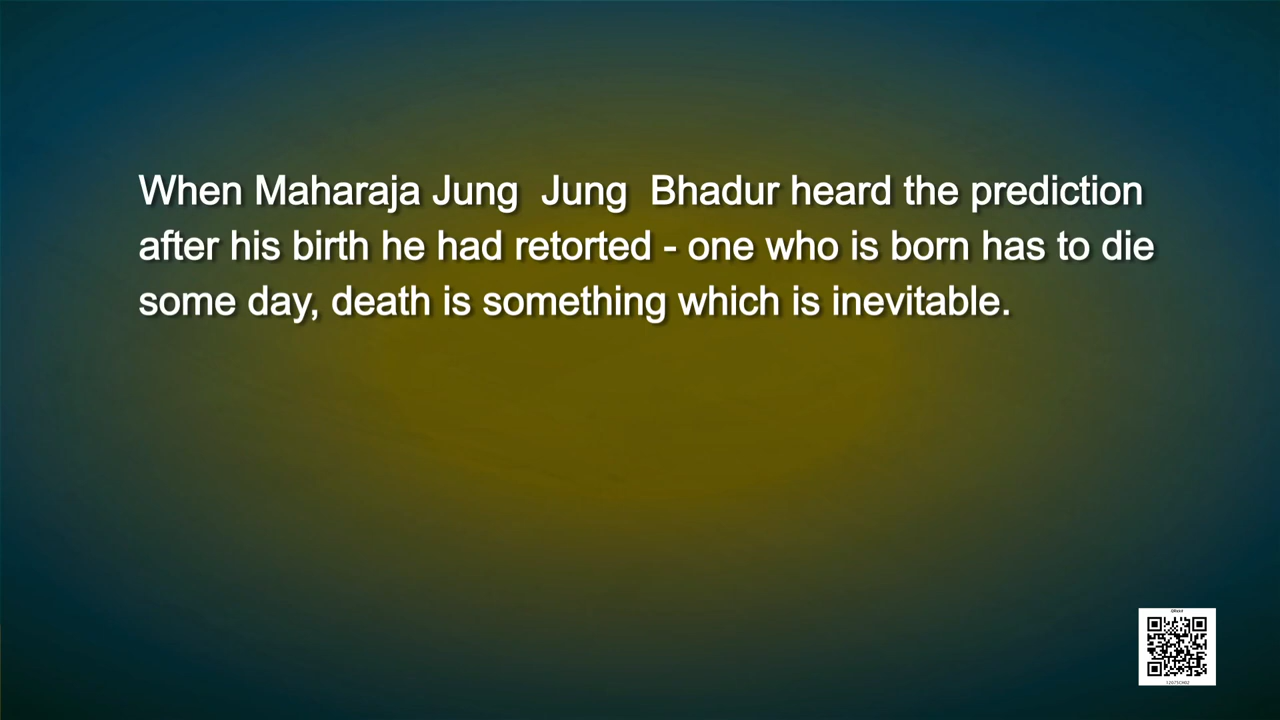 When Maharaja Jung  Jung  Bhadur heard the prediction
after his birth he had retorted - one who is born has to die
some day, death is something which is inevitable.